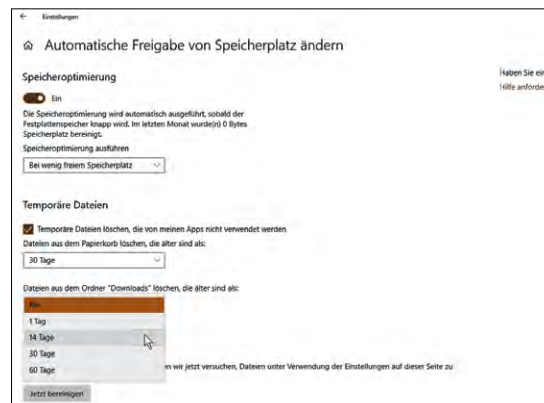 Einstellungen
Automatische Freigabe von Speicherplatz ändern
Speicheroptimierung
Ein
Die Speicheroptimierung wird automatisch ausgeführt, sobald der
Festplattenspeicher knapp wird. Im letzten Monat wurde(n) 0 Bytes
Speicherplatz bereinigt.
Speicheroptimierung ausführen
Bei wenig freiem Speicherplatz
Temporäre Dateien
Temporäre Dateien löschen, die von meinen Apps nicht verwendet werden
Dateien aus dem Papierkorb löschen, die älter sind als:
30 Tage
Dateien aus dem Ordner "Downloads" löschen, die älter sind als:
Nie
1 Tag
14 Tage
30 Tage
60 Tage
en wir jetzt versuchen, Dateien unter Verwendung der Einstellungen auf dieser Seite zu
Jetzt bereinigen
Haben Sie ein
Hilfe anforde